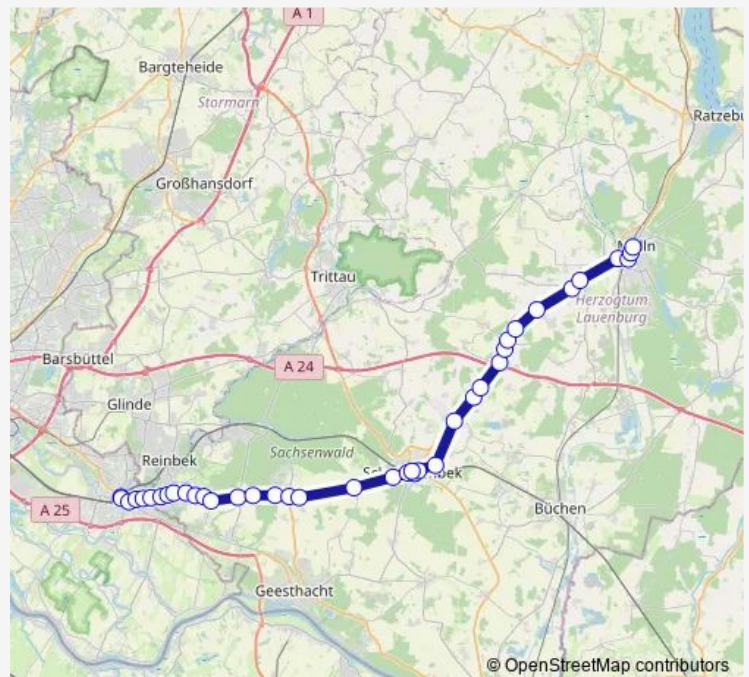 A 1
Bargteheide
Stormarn
Ratzebu
Großhansdorf
Trittau
Herzogtum
Lauenburg
Barsbüttel
A 24
Glinde
Reinbek
Sachsenwald
A 25
Büchen
Geesthacht
© OpenStreetMap contributors